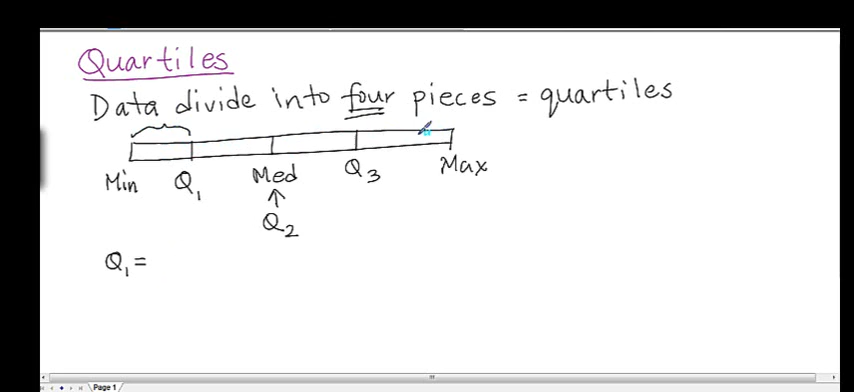 Quartiles
Data divide into four pieces = quartiles
Min Q₁ Med Q₃ Max
↑
Q₂
Q₁ =
Page 1